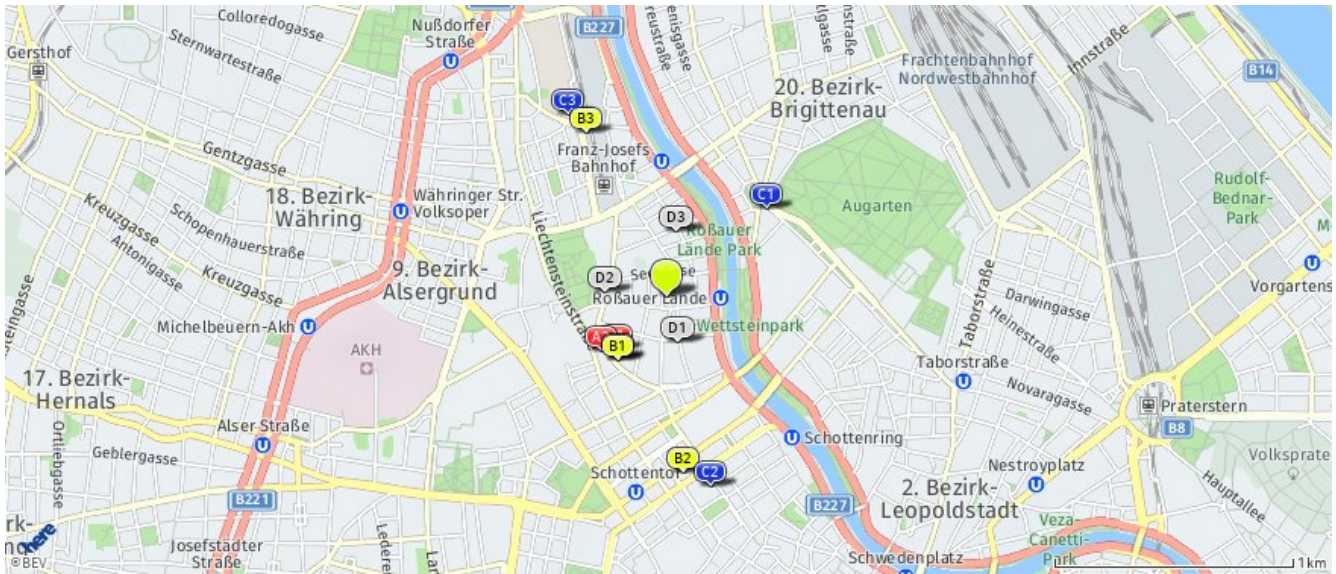 Colloredogasse
Nußdorfer
Straße
B227
Gersthof
Sternwartestraße
Frachtenbahnhof
Nordwestbahnhof
Innstraße
B14
20. Bezirk-
Brigittenau
C3
B3
Gentzgasse
Franz-Josefs
Bahnhof
18. Bezirk-
Währing
Währinger Str.
Volksoper
C1
Augarten
Rudolf-
Bednar-
Park
Kreuzgasse
Schopenhauerstraße
Antonigasse
Kreuzgasse
Liechtensteinstraße
D3
Roßauer
Lände Park
9. Bezirk-
Alsergrund
D2
Roßauer Lände
Vorgartens
Michelbeuern-Akh
D1
Wettsteinpark
Taborstraße
Darwingasse
Heinestraße
B1
AKH
Taborstraße
17. Bezirk-
Hernals
Novaragasse
Praterstern
B8
Ortliebgasse
Alser Straße
Geblergasse
Schottenring
B2
C2
Schottentor
Nestroyplatz
Volksprate
B221
B227
2. Bezirk-
Leopoldstadt
Hauptallee
rk-
here
© BEV
Josefstädter
Straße
Veza-
Canetti-
Park
Schwedenplatz
1km